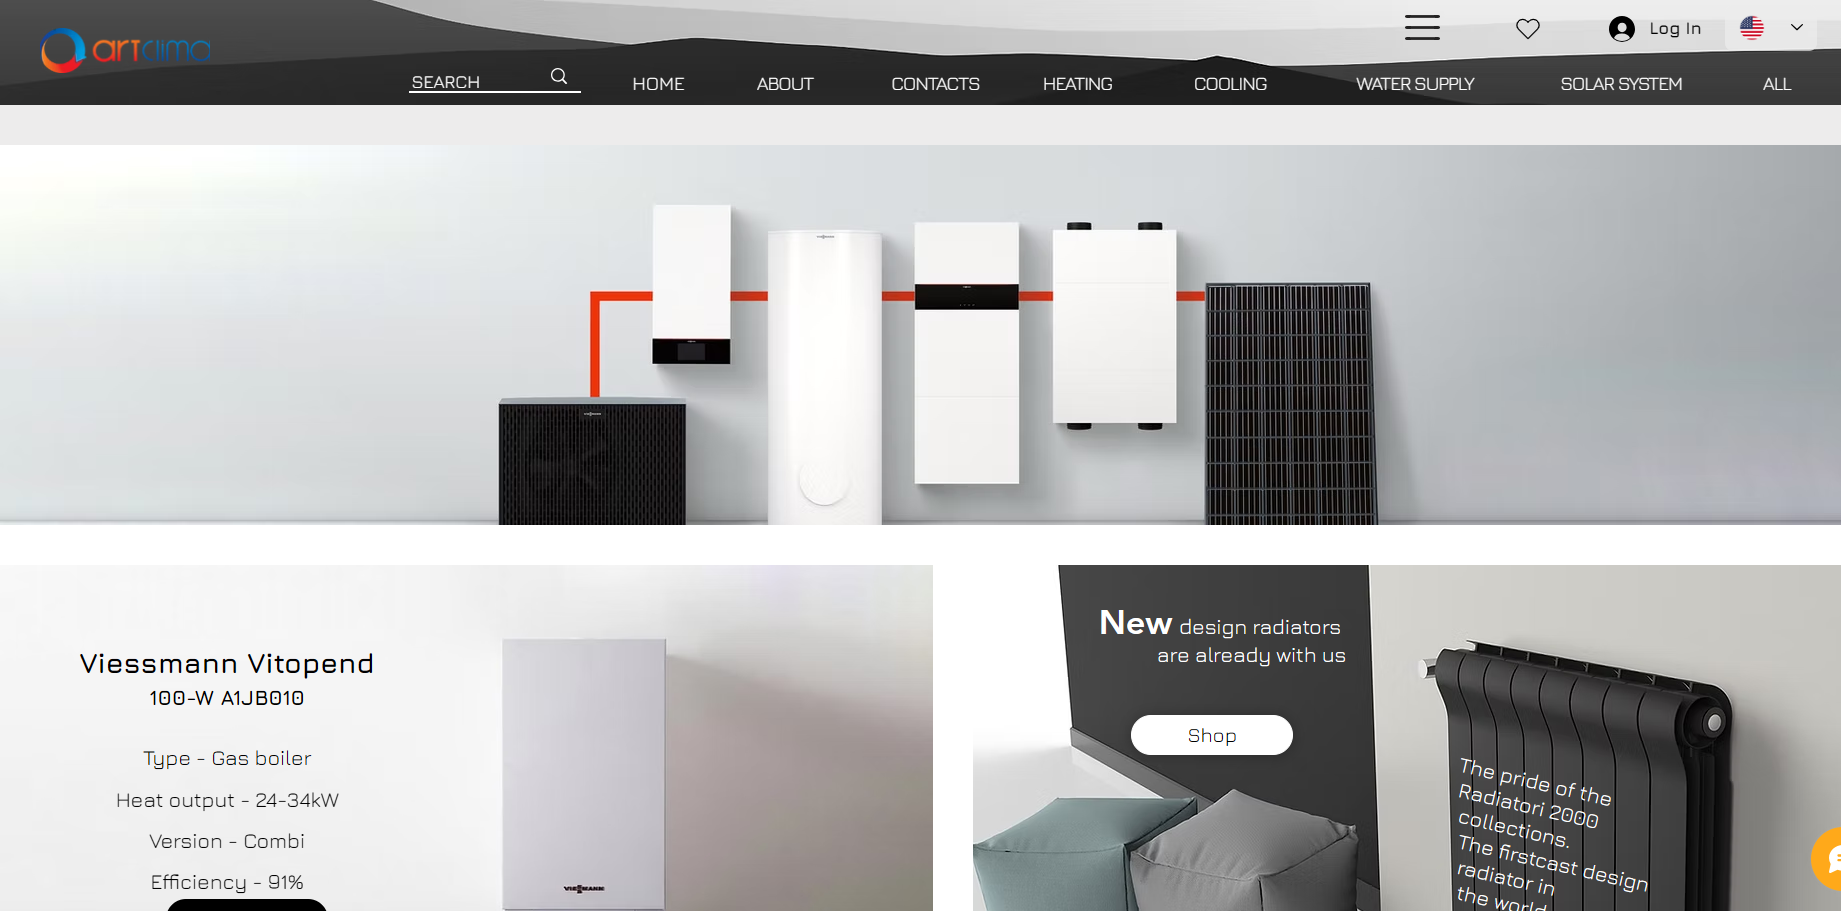 artclima
Log In
SEARCH
HOME
ABOUT
CONTACTS
HEATING
COOLING
WATER SUPPLY
SOLAR SYSTEM
ALL
Viessmann Vitopend
100-W A1JB010
Type - Gas boiler
Heat output - 24-34kW
Version - Combi
Efficiency - 91%
VIESMANN
New design radiators
are already with us
Shop
The pride of the
Radiatori 2000
collections.
The firstcast design
radiator in
the world